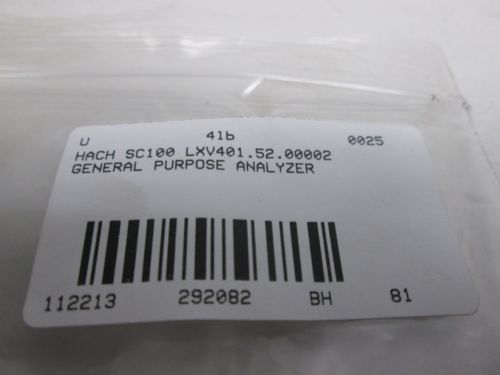 U 41b 0025
HACH SC100 LXV401.52.00002
GENERAL PURPOSE ANALYZER
112213 292082 BH 81